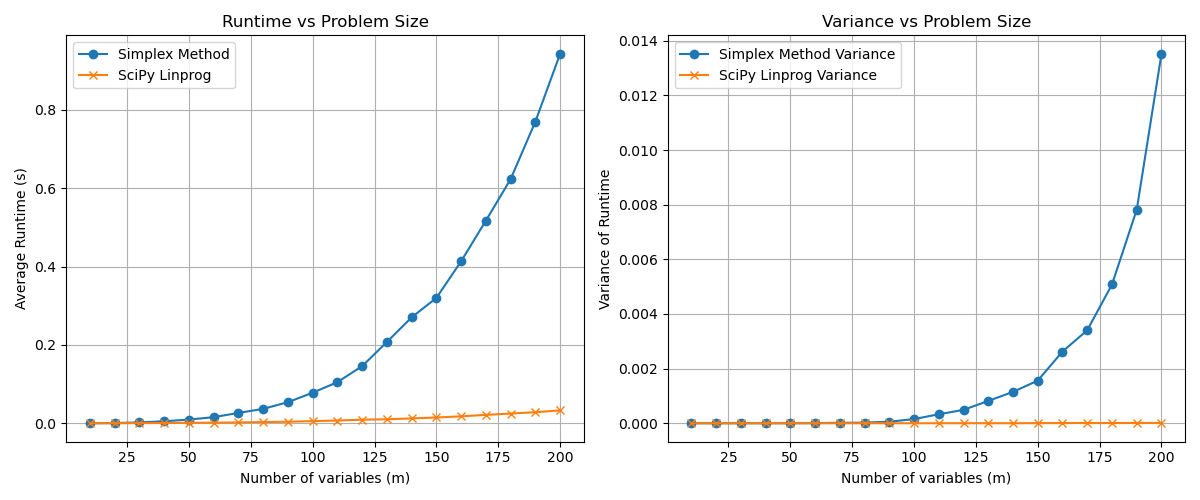 Runtime vs Problem Size
Simplex Method
SciPy Linprog
Average Runtime (s)
0.8
0.6
0.4
0.2
0.0
25 50 75 100 125 150 175 200
Number of variables (m)
Variance vs Problem Size
Simplex Method Variance
SciPy Linprog Variance
Variance of Runtime
0.014
0.012
0.010
0.008
0.006
0.004
0.002
0.000
25 50 75 100 125 150 175 200
Number of variables (m)